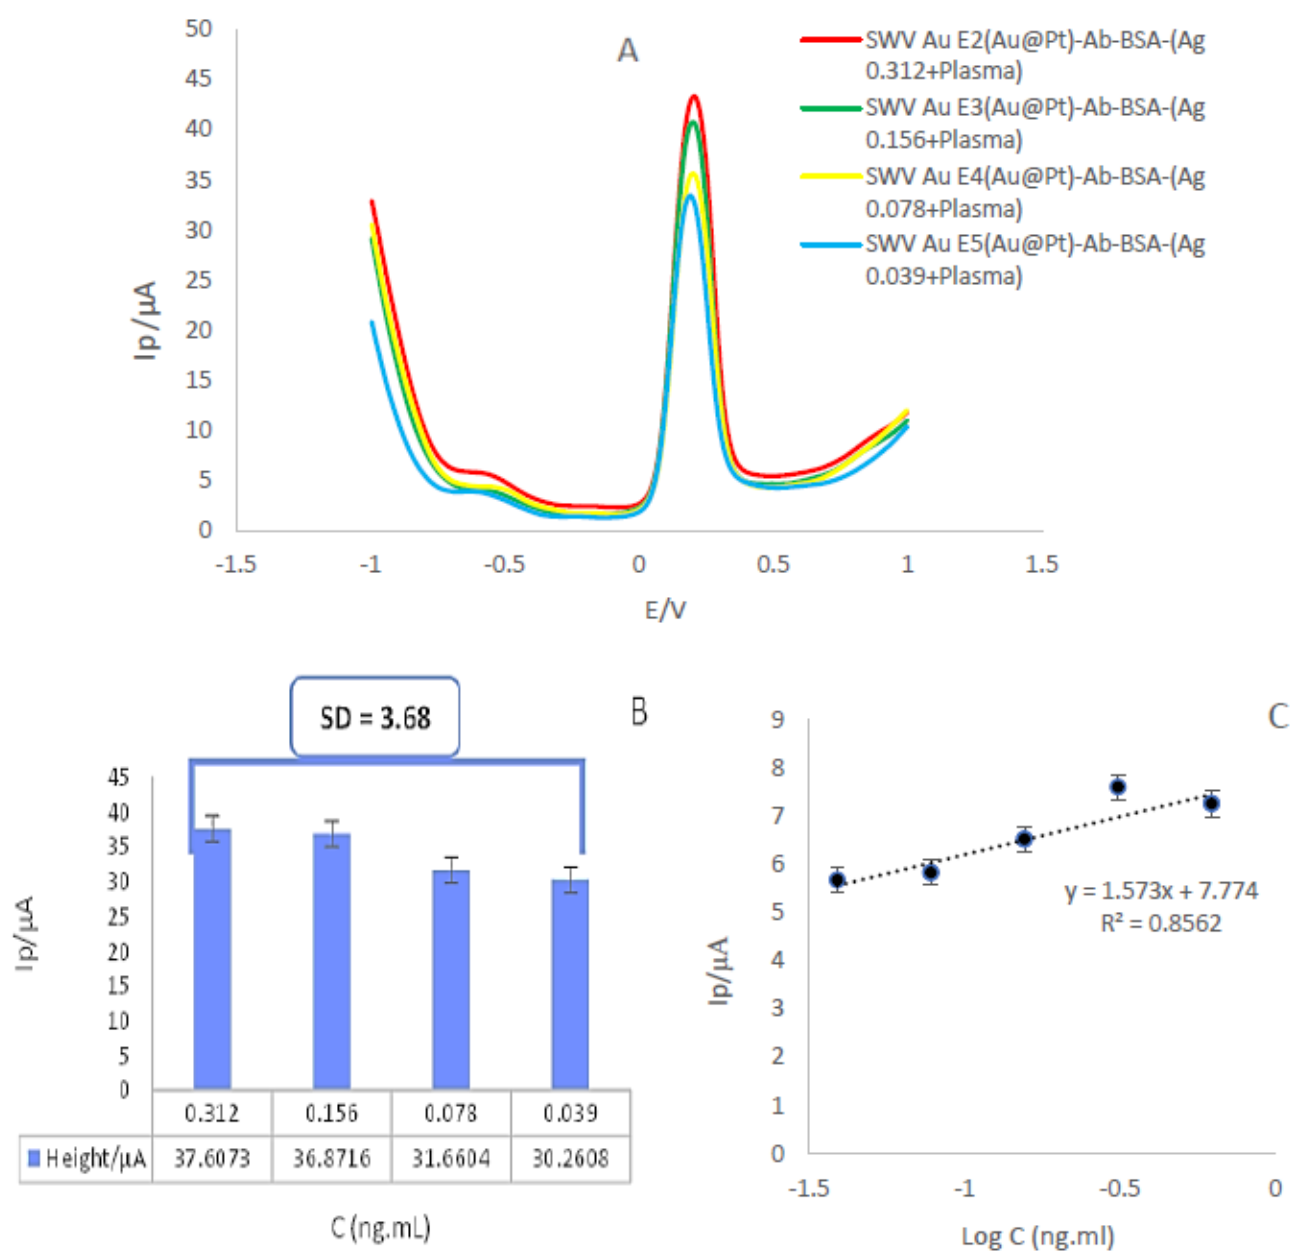 A
SWV Au E2(Au@Pt)-Ab-BSA-(Ag
0.312+Plasma)
SWV Au E3(Au@Pt)-Ab-BSA-(Ag
0.156+Plasma)
SWV Au E4(Au@Pt)-Ab-BSA-(Ag
0.078+Plasma)
SWV Au E5(Au@Pt)-Ab-BSA-(Ag
0.039+Plasma)
50
45
40
35
30
25
20
15
10
5
0
Ip/μA
-1.5 -1 -0.5 0 0.5 1 1.5
E/V
B
SD = 3.68
45
40
35
30
25
20
15
10
5
0
Ip/μA
0.312 0.156 0.078 0.039
Height/μA 37.6073 36.8716 31.6604 30.2608
C (ng.mL)
C
9
8
7
6
5
4
3
2
1
0
Ip/μA
y = 1.573x + 7.774
R² = 0.8562
-1.5 -1 -0.5 0
Log C (ng.ml)